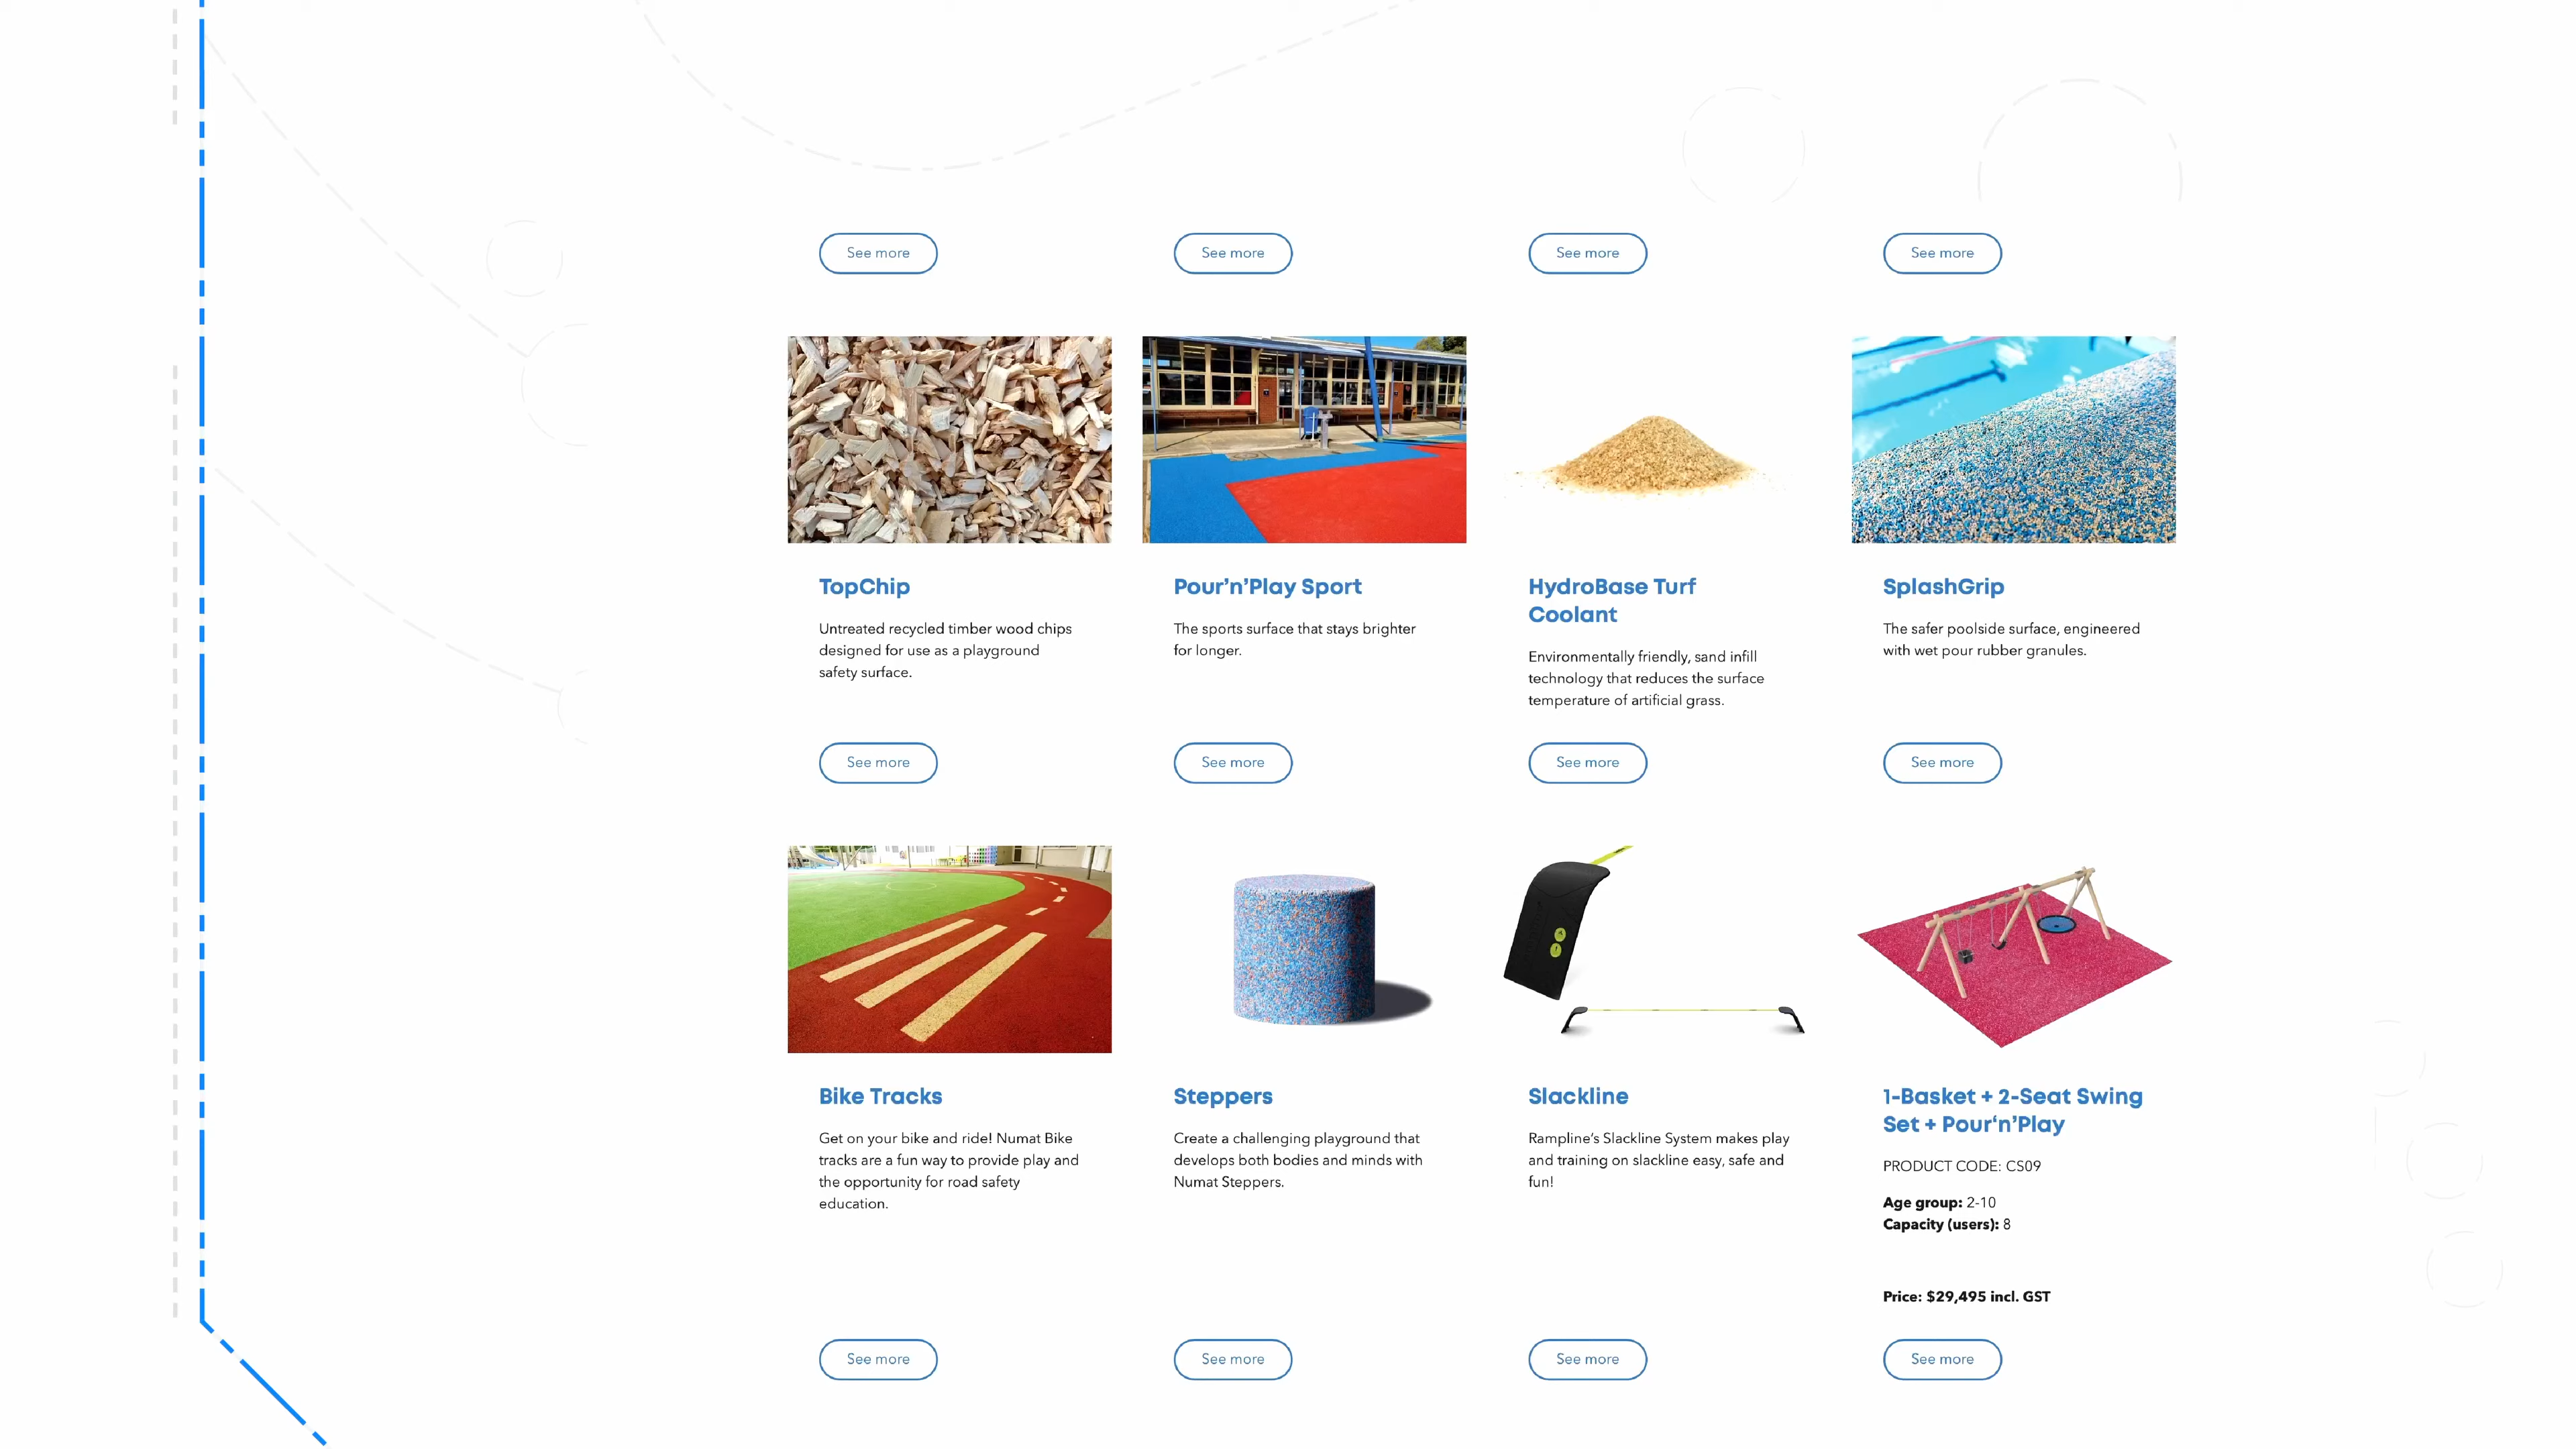 See more
See more
See more
See more
TopChip
Untreated recycled timber wood chips
designed for use as a playground
safety surface.
See more
Pour’n’Play Sport
The sports surface that stays brighter
for longer.
See more
HydroBase Turf
Coolant
Environmentally friendly, sand infill
technology that reduces the surface
temperature of artificial grass.
See more
SplashGrip
The safer poolside surface, engineered
with wet pour rubber granules.
See more
Bike Tracks
Get on your bike and ride! Numat Bike
tracks are a fun way to provide play and
the opportunity for road safety
education.
See more
Steppers
Create a challenging playground that
develops both bodies and minds with
Numat Steppers.
See more
Slackline
Rampline’s Slackline System makes play
and training on slackline easy, safe and
fun!
See more
1-Basket + 2-Seat Swing
Set + Pour‘n’Play
PRODUCT CODE: CS09
Age group: 2-10
Capacity (users): 8
Price: $29,495 incl. GST
See more